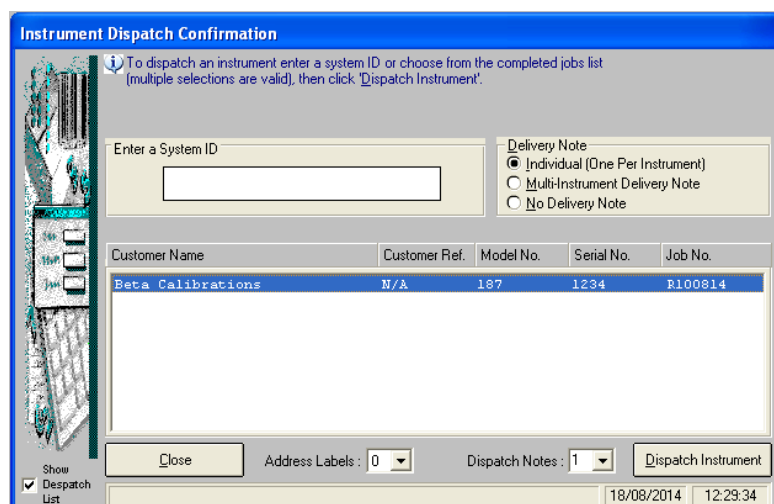 Instrument Dispatch Confirmation
To dispatch an instrument enter a system ID or choose from the completed jobs list
(multiple selections are valid), then click 'Dispatch Instrument'.
Enter a System ID
Delivery Note
Individual (One Per Instrument)
Multi-Instrument Delivery Note
No Delivery Note
Customer Name Customer Ref. Model No. Serial No. Job No.
Beta Calibrations N/A 187 1234 R100814
Close Address Labels : 0 Dispatch Notes : 1 Dispatch Instrument
Show
Despatch
List
18/08/2014 12:29:34